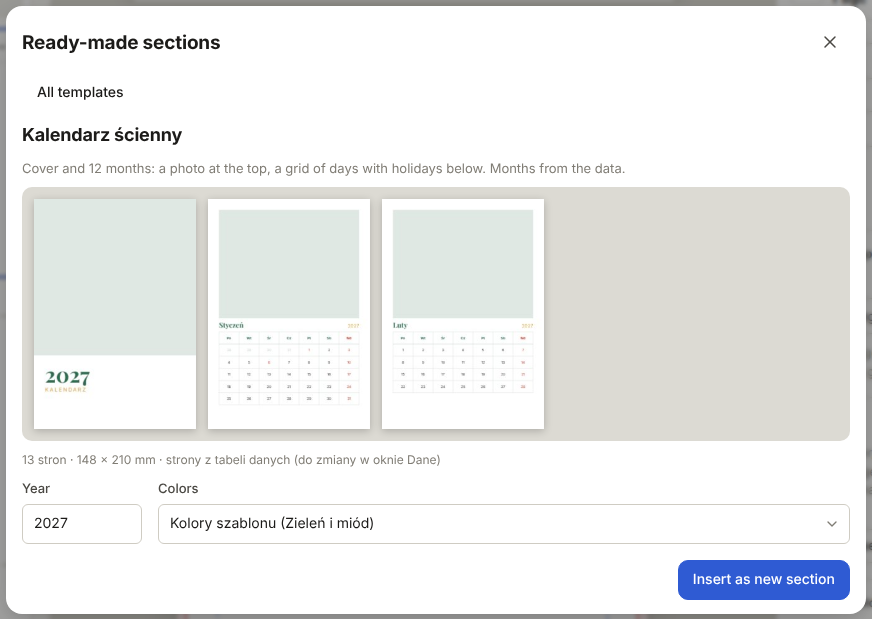 Ready-made sections
All templates
Kalendarz ścienny
Cover and 12 months: a photo at the top, a grid of days with holidays below. Months from the data.
2027
KALENDARZ
Styczeń 2027
Luty 2027
13 stron · 148 × 210 mm · strony z tabeli danych (do zmiany w oknie Dane)
Year
Colors
2027
Kolory szablonu (Zieleń i miód)
Insert as new section